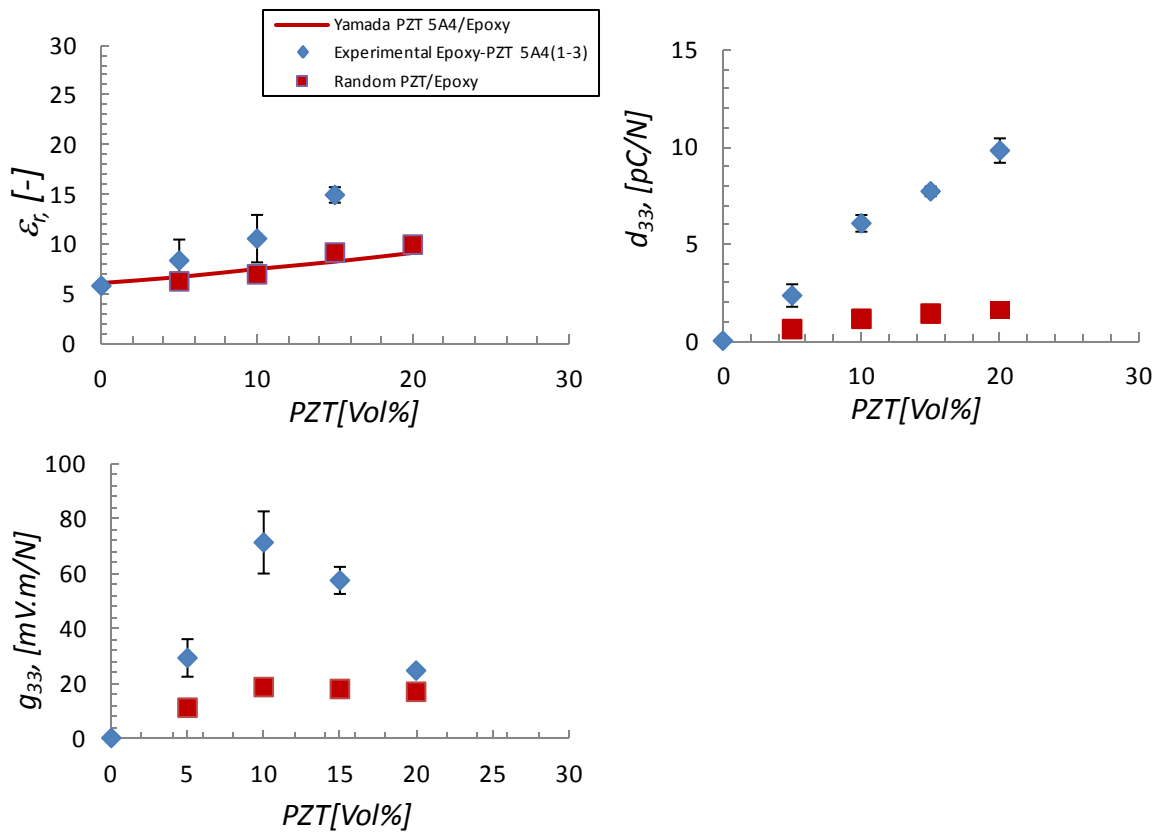 Yamada PZT 5A4/Epoxy
Experimental Epoxy-PZT 5A4(1-3)
Random PZT/Epoxy
30
25
20
15
10
5
0
εr, [-]
0 10 20 30
PZT[Vol%]
15
10
5
0
d33, [pC/N]
0 10 20 30
PZT[Vol%]
100
80
60
40
20
0
g33, [mV.m/N]
0 5 10 15 20 25 30
PZT[Vol%]